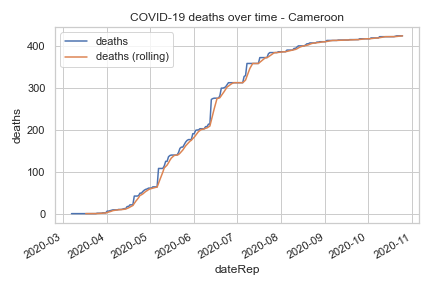 COVID-19 deaths over time - Cameroon
deaths
deaths (rolling)
deaths
400
300
200
100
0
2020-03
2020-04
2020-05
2020-06
2020-07
2020-08
2020-09
2020-10
2020-11
dateRep